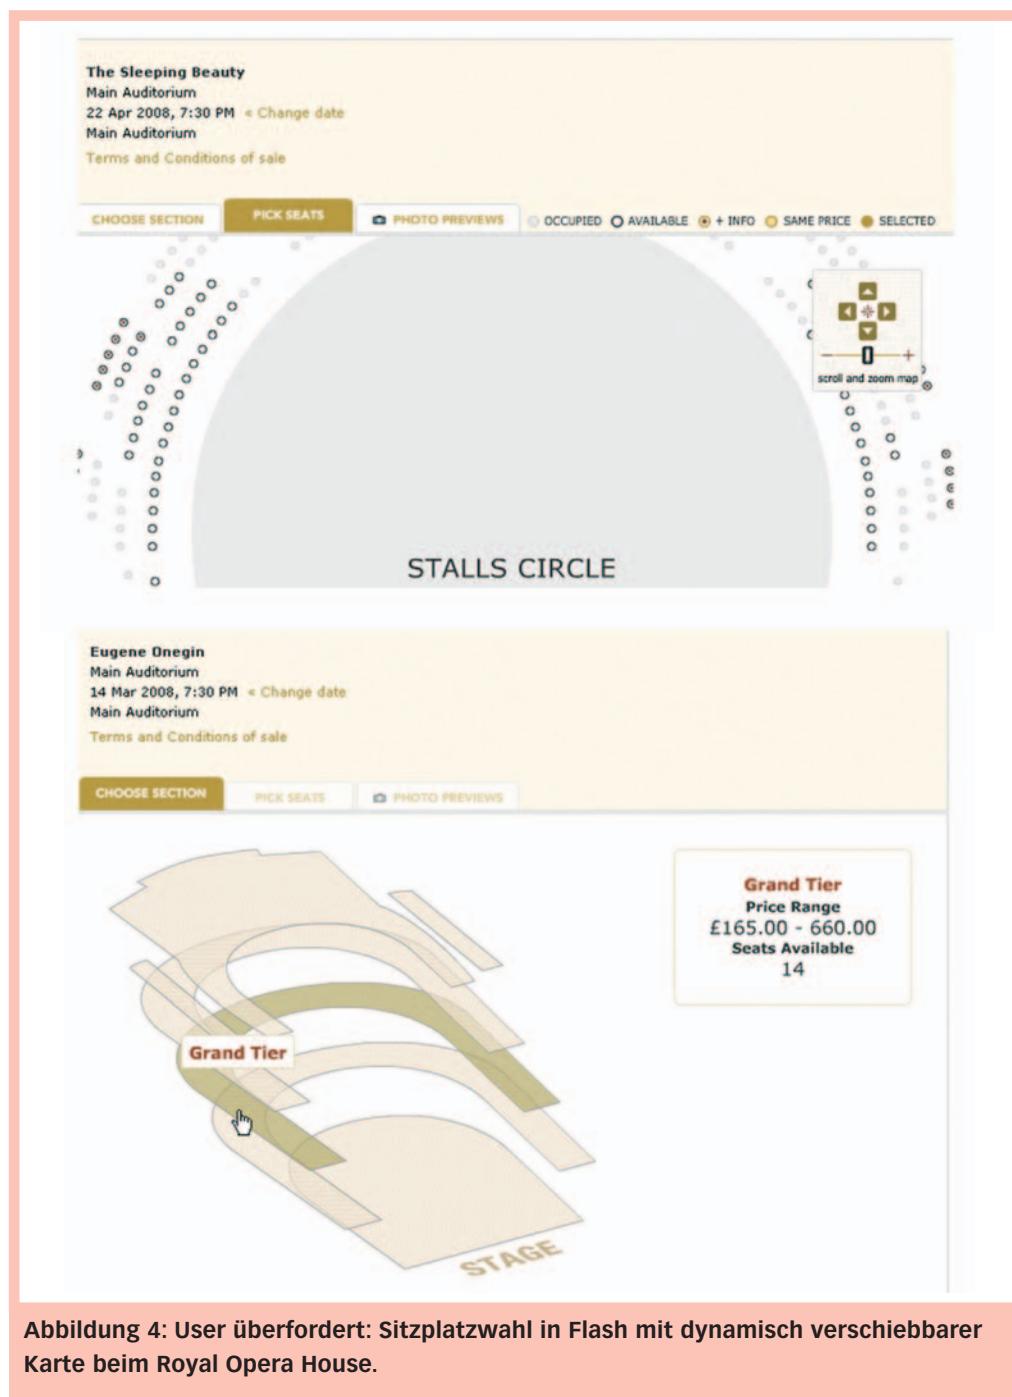 The Sleeping Beauty
Main Auditorium
22 Apr 2008, 7:30 PM « Change date
Main Auditorium
Terms and Conditions of sale
CHOOSE SECTION PICK SEATS PHOTO PREVIEWS OCCUPIED AVAILABLE + INFO SAME PRICE SELECTED
scroll and zoom map
STALLS CIRCLE
Eugene Onegin
Main Auditorium
14 Mar 2008, 7:30 PM « Change date
Main Auditorium
Terms and Conditions of sale
CHOOSE SECTION PICK SEATS PHOTO PREVIEWS
Grand Tier
Price Range
£165.00 - 660.00
Seats Available
14
Grand Tier
STAGE
Abbildung 4: User überfordert: Sitzplatzwahl in Flash mit dynamisch verschiebbarer
Karte beim Royal Opera House.